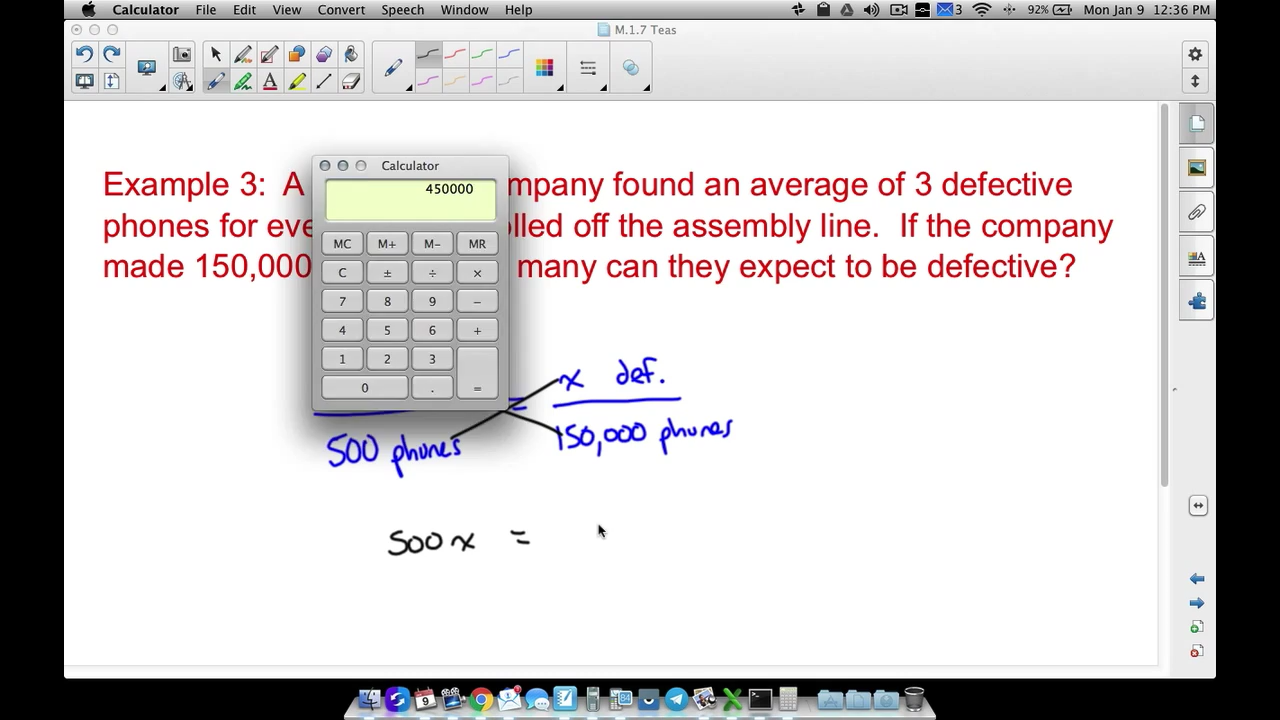 Calculator File Edit View Convert Speech Window Help 3 92% Mon Jan 9 12:36 PM
M.1.7 Teas
Calculator
450000
MC M+ M− MR
C ± ÷ ×
7 8 9 −
4 5 6 +
1 2 3
0 . =
Example 3: A mpany found an average of 3 defective
phones for eve lled off the assembly line. If the company
made 150,000 many can they expect to be defective?
= x def.
500 phones 150,000 phones
500x =